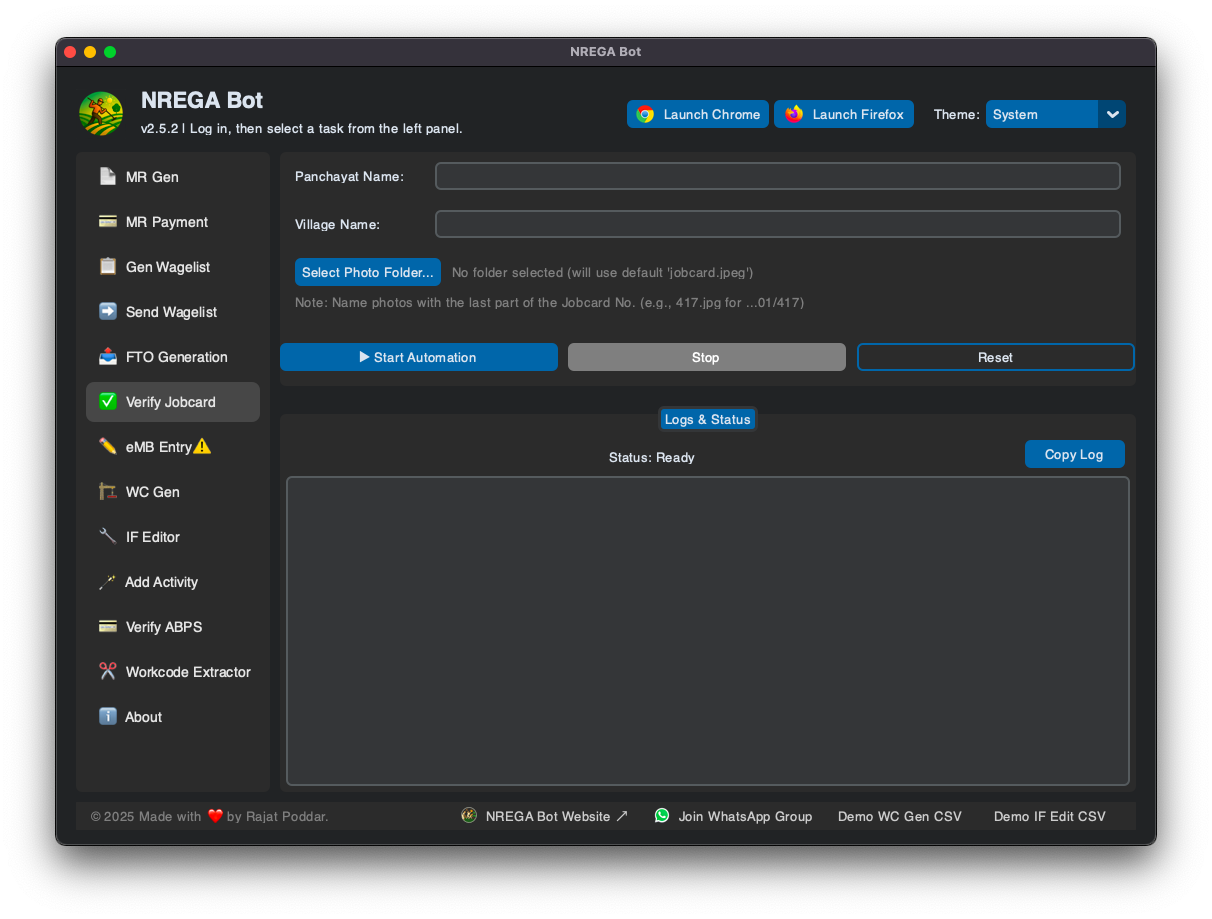 NREGA Bot
NREGA Bot
v2.5.2 | Log in, then select a task from the left panel.
Launch Chrome
Launch Firefox
Theme:
System
MR Gen
MR Payment
Gen Wagelist
Send Wagelist
FTO Generation
Verify Jobcard
eMB Entry⚠️
WC Gen
IF Editor
Add Activity
Verify ABPS
Workcode Extractor
About
Panchayat Name:
Village Name:
Select Photo Folder...
No folder selected (will use default 'jobcard.jpeg')
Note: Name photos with the last part of the Jobcard No. (e.g., 417.jpg for ...01/417)
▶ Start Automation
Stop
Reset
Logs & Status
Status: Ready
Copy Log
© 2025 Made with ❤️ by Rajat Poddar.
NREGA Bot Website ↗
Join WhatsApp Group
Demo WC Gen CSV
Demo IF Edit CSV